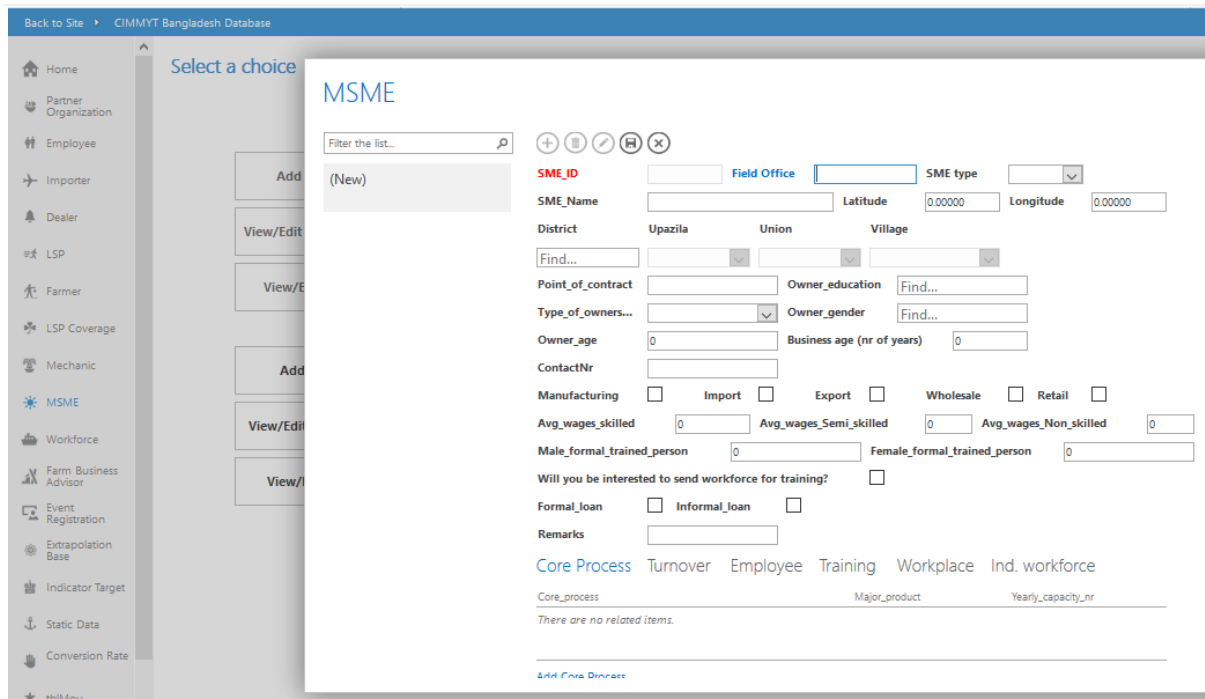 Back to Site CIMMYT Bangladesh Database
Home
Partner
Organization
Employee
Importer
Dealer
LSP
Farmer
LSP Coverage
Mechanic
MSME
Workforce
Farm Business
Advisor
Event
Registration
Extrapolation
Base
Indicator Target
Static Data
Conversion Rate
tblMou
Select a choice
Add
View/Edit
View/E
Add
View/Edit
View/
MSME
Filter the list...
(New)
SME_ID Field Office SME type
SME_Name Latitude 0.00000 Longitude 0.00000
District Upazila Union Village
Find...
Point_of_contract Owner_education Find...
Type_of_owners... Owner_gender Find...
Owner_age 0 Business age (nr of years) 0
ContactNr
Manufacturing Import Export Wholesale Retail
Avg_wages_skilled 0 Avg_wages_Semi_skilled 0 Avg_wages_Non_skilled 0
Male_formal_trained_person 0 Female_formal_trained_person 0
Will you be interested to send workforce for training?
Formal_loan Informal_loan
Remarks
Core Process Turnover Employee Training Workplace Ind. workforce
Core_process Major_product Yearly_capacity_nr
There are no related items.
Add Core Process